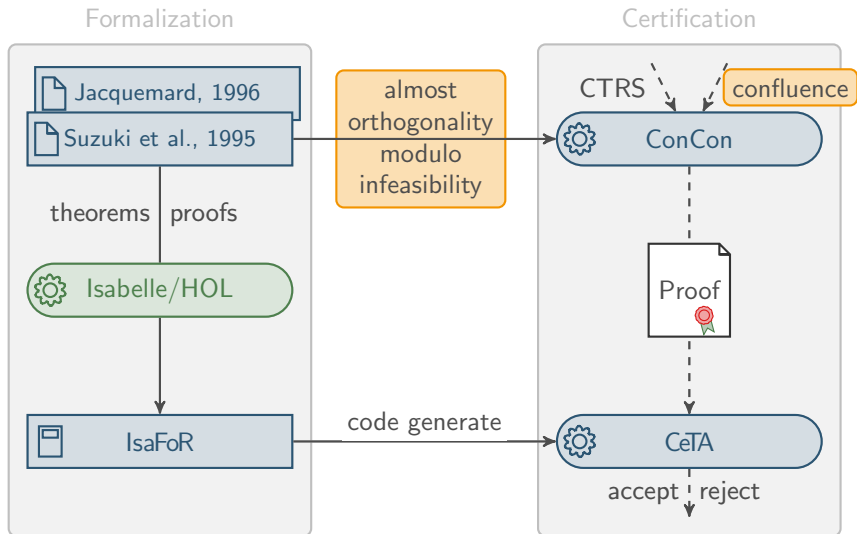 Formalization
Certification
Jacquemard, 1996
Suzuki et al., 1995
almost
orthogonality
modulo
infeasibility
CTRS
confluence
ConCon
theorems
proofs
Isabelle/HOL
Proof
IsaFoR
code generate
CeTA
accept
reject